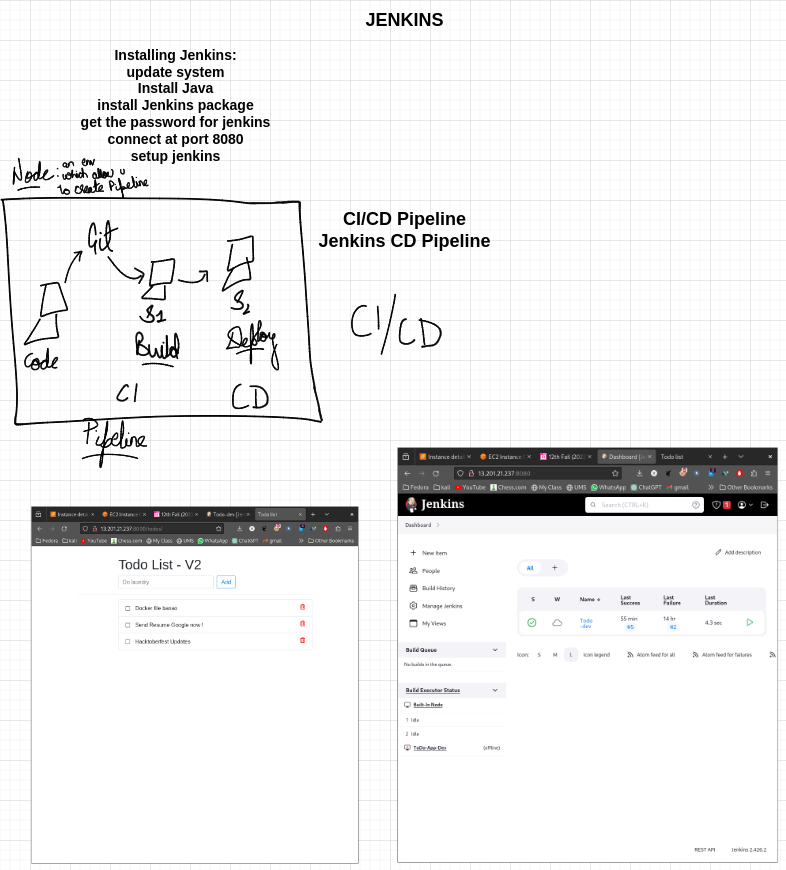 JENKINS
Installing Jenkins:
update system
Install Java
install Jenkins package
get the password for jenkins
connect at port 8080
setup jenkins
Node: an env
which allow u
to create Pipeline
CI/CD Pipeline
Jenkins CD Pipeline
Git
S1
S2
Code
Build
Deploy
CI
CD
Pipeline
CI/CD
EC2 Instance
12th Fail (202
Todo-dev [Je
Todo list
13.201.21.237:8000/todos/
Fedora
kali
YouTube
Chess.com
My Class
UMS
WhatsApp
ChatGPT
gmail
Other Bookmarks
Todo List - V2
Do laundry
Add
Send Resume Google now !
Hacktoberfest Updates
Instance detai
EC2 Instance
12th Fail (202
Dashboard [Je
Todo list
13.201.21.237:8080
Fedora
kali
YouTube
Chess.com
My Class
UMS
WhatsApp
ChatGPT
gmail
Other Bookmarks
Jenkins
Search (CTRL+K)
1
Dashboard
New Item
People
Build History
Manage Jenkins
My Views
Add description
All
+
S W Name Last Success Last Failure Last Duration
Todo-dev 55 min #5 14 hr #2 4.3 sec
Icon: S M L Icon legend Atom feed for all Atom feed for failures
Build Queue
No builds in the queue.
Build Executor Status
Built-In Node
1 Idle
2 Idle
ToDo-App-Dev (offline)
REST API Jenkins 2.426.2